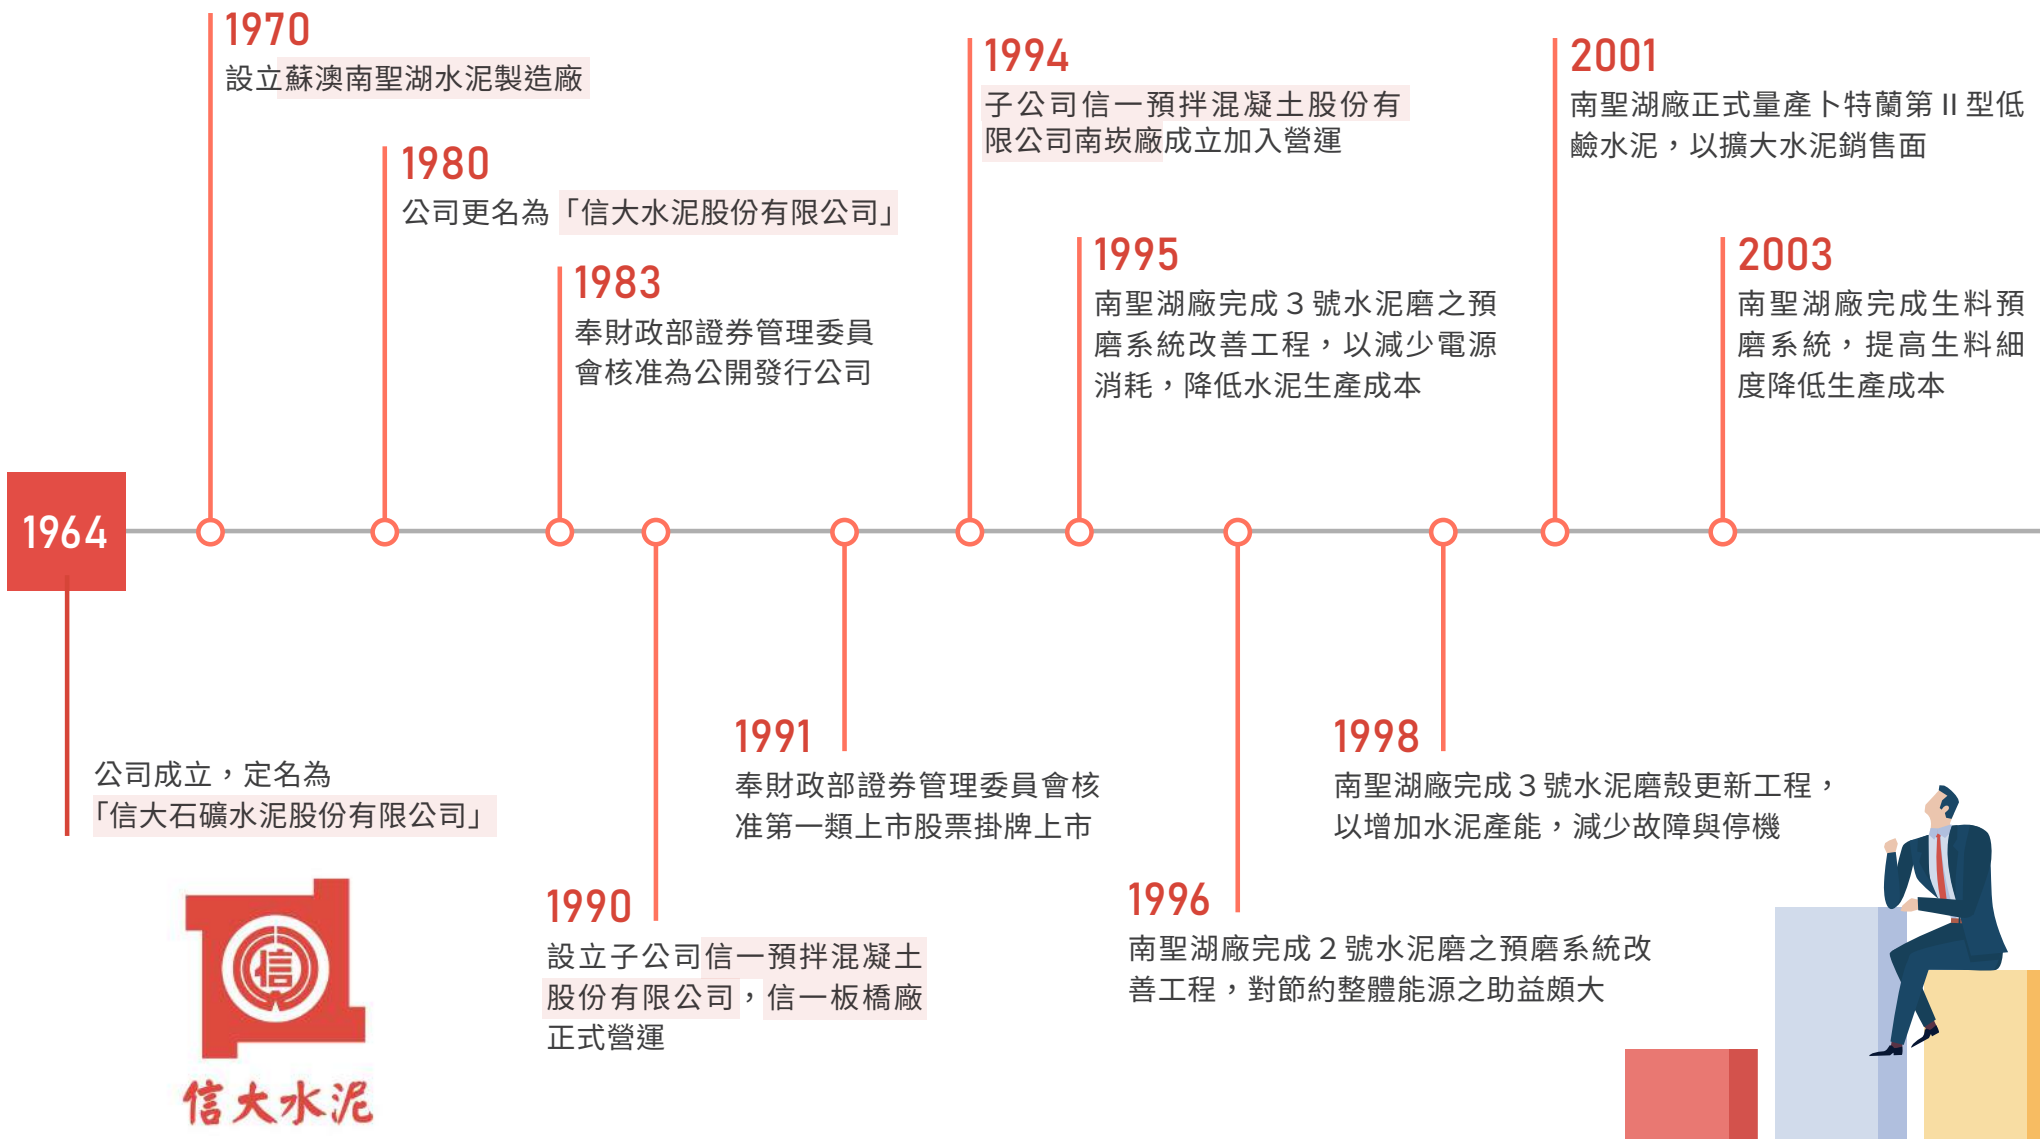 1970
設立蘇澳南聖湖水泥製造廠
1980
公司更名為「信大水泥股份有限公司」
1983
奉財政部證券管理委員
會核准為公開發行公司
1994
子公司信一預拌混凝土股份有
限公司南崁廠成立加入營運
1995
南聖湖廠完成3號水泥磨之預
磨系統改善工程，以減少電源
消耗，降低水泥生產成本
2001
南聖湖廠正式量產卜特蘭第II型低
鹼水泥，以擴大水泥銷售面
2003
南聖湖廠完成生料預
磨系統，提高生料細
度降低生產成本
1964
公司成立，定名為
「信大石礦水泥股份有限公司」
信
信大水泥
1990
設立子公司信一預拌混凝土
股份有限公司，信一板橋廠
正式營運
1991
奉財政部證券管理委員會核
准第一類上市股票掛牌上市
1996
南聖湖廠完成2號水泥磨之預磨系統改
善工程，對節約整體能源之助益頗大
1998
南聖湖廠完成3號水泥磨殼更新工程，
以增加水泥產能，減少故障與停機